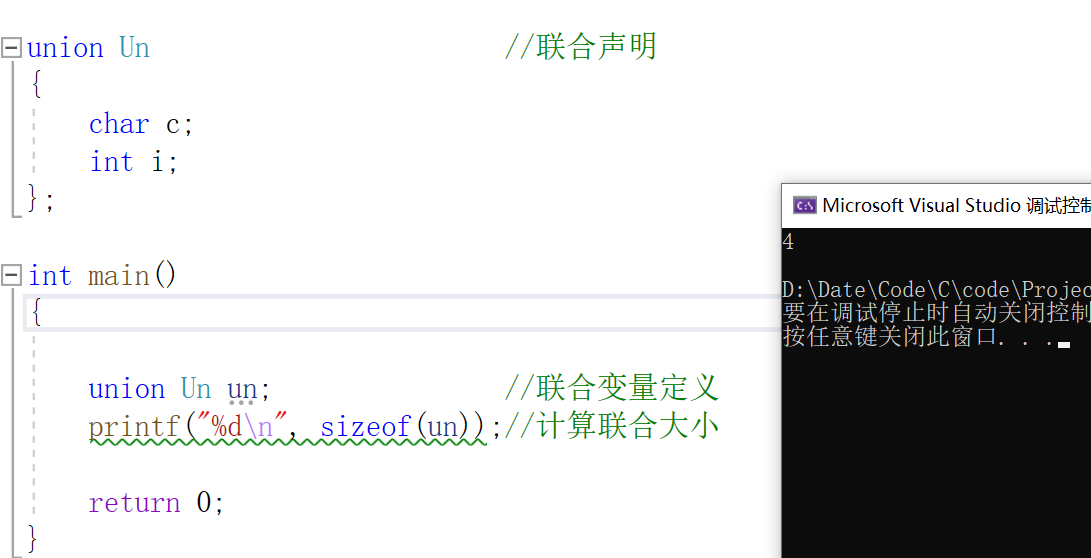 union Un                //联合声明
{
    char c;
    int i;
};
int main()
{
    union Un un;        //联合变量定义
    printf("%d\n", sizeof(un));//计算联合大小
    return 0;
}
Microsoft Visual Studio 调试控制
4
D:\Date\Code\C\code\Projec
要在调试停止时自动关闭控制
按任意键关闭此窗口. . .